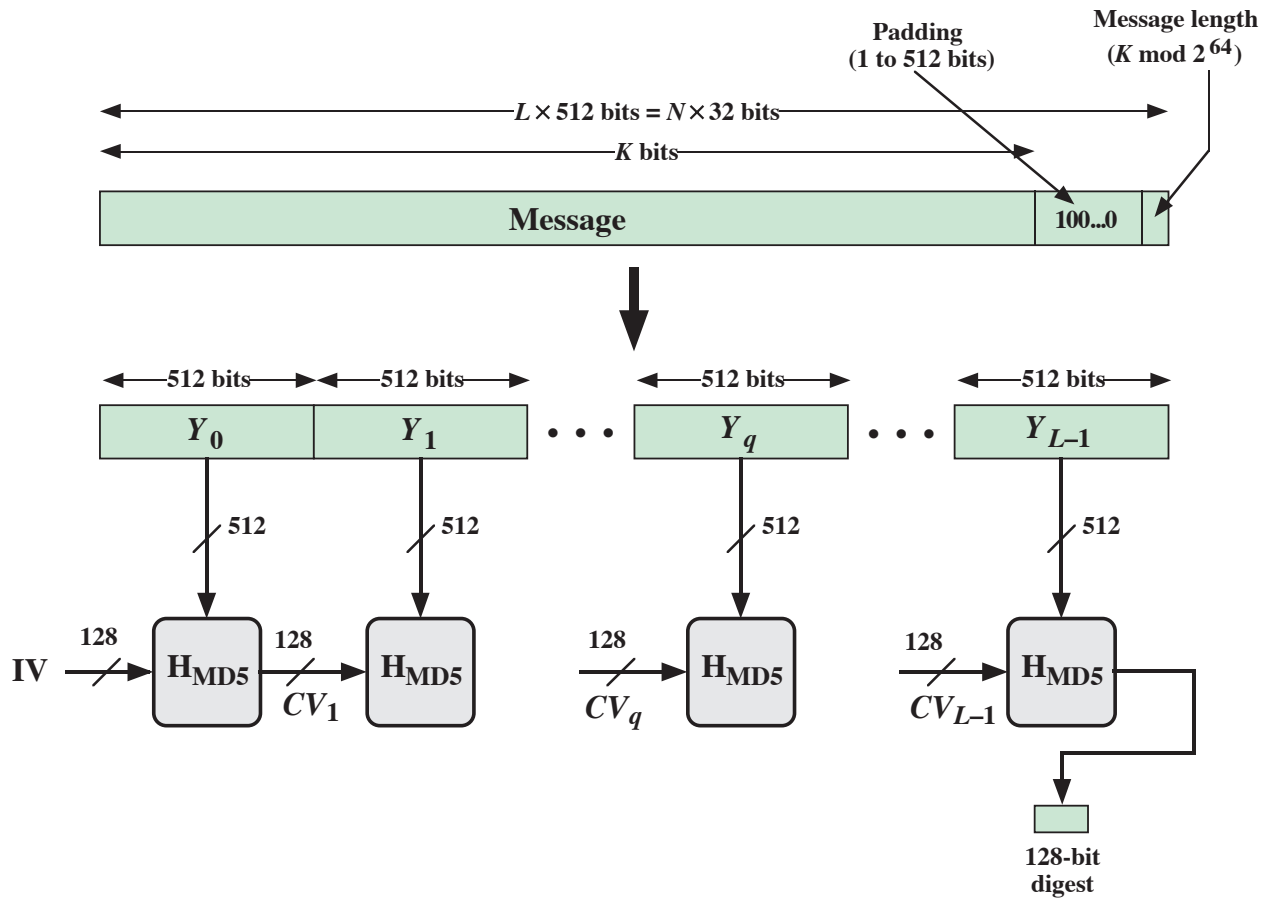 Padding
(1 to 512 bits)
Message length
(K mod 2^64)
L × 512 bits = N × 32 bits
K bits
Message
100...0
512 bits
512 bits
512 bits
512 bits
Y0
Y1
• • •
Yq
• • •
YL–1
512
512
512
512
IV
128
HMD5
128
CV1
HMD5
128
CVq
HMD5
128
CVL–1
HMD5
128-bit
digest